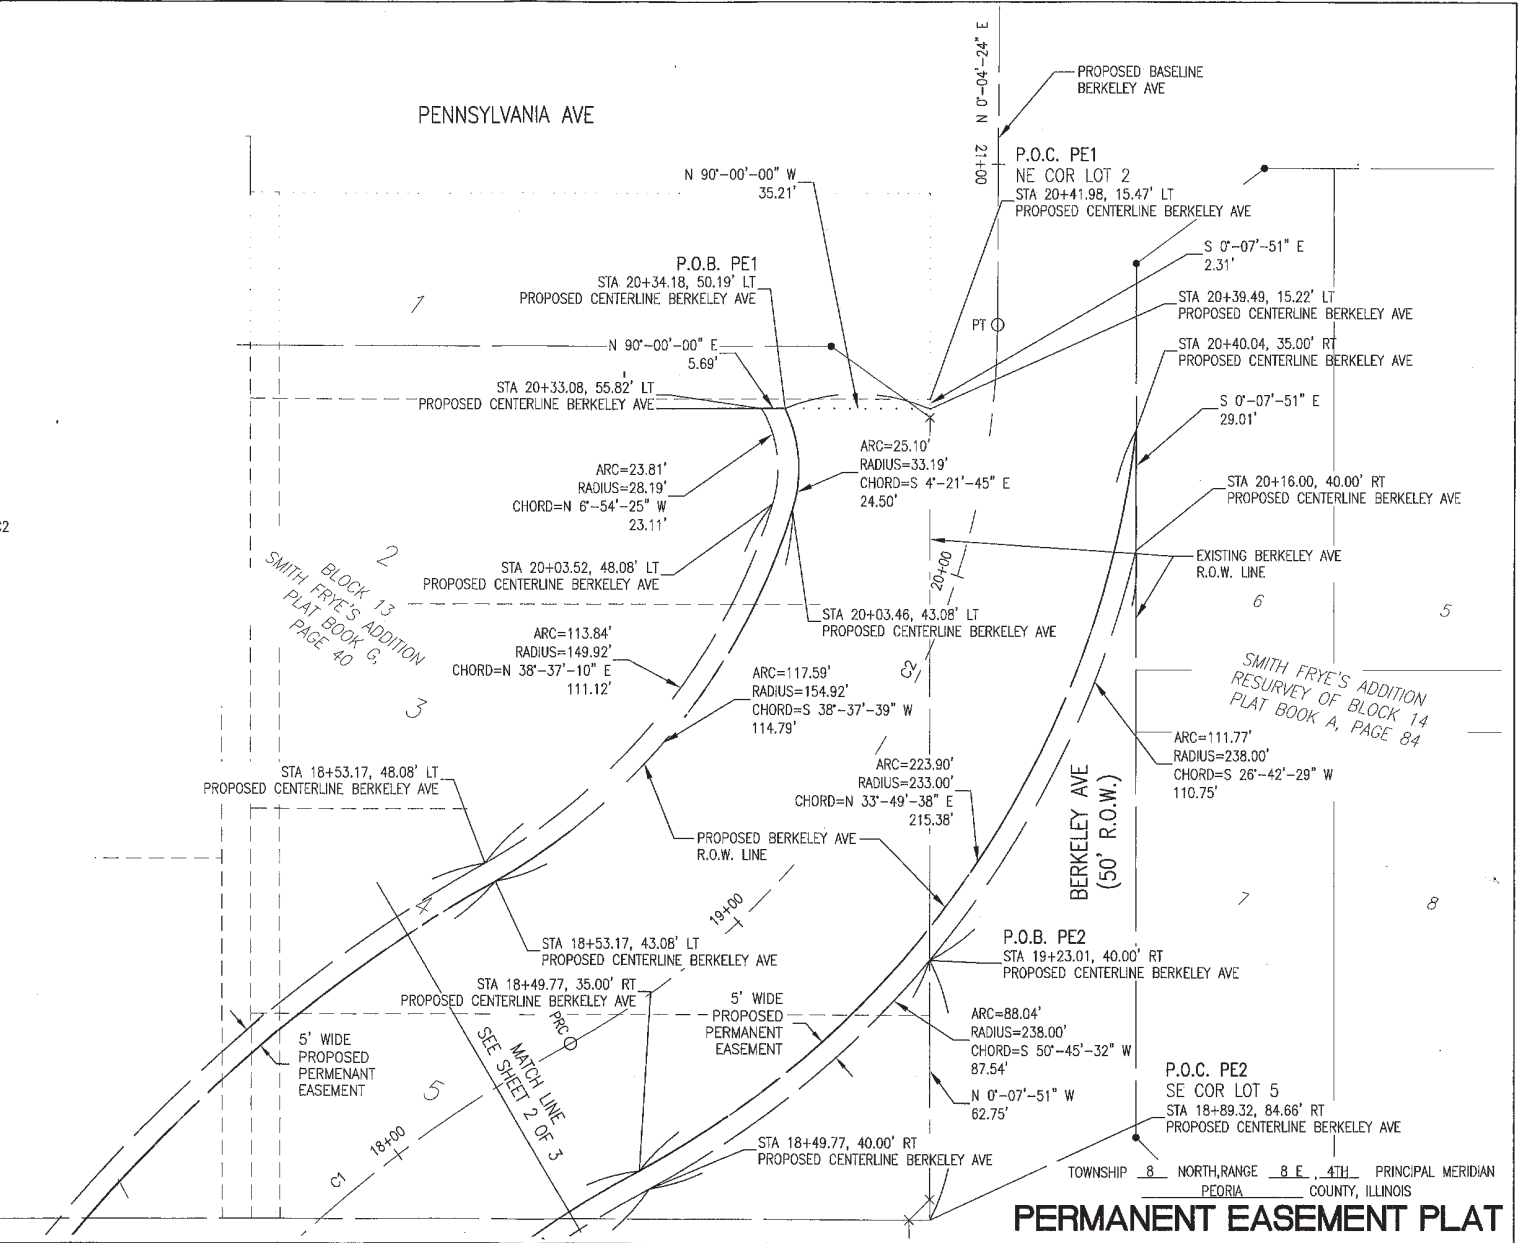 PENNSYLVANIA AVE
N 0°-04'-24" E
21+00
PROPOSED BASELINE
BERKELEY AVE
P.O.C. PE1
NE COR LOT 2
STA 20+41.98, 15.47' LT
PROPOSED CENTERLINE BERKELEY AVE
N 90°-00'-00" W
35.21'
S 0°-07'-51" E
2.31'
P.O.B. PE1
STA 20+34.18, 50.19' LT
PROPOSED CENTERLINE BERKELEY AVE
STA 20+39.49, 15.22' LT
PROPOSED CENTERLINE BERKELEY AVE
1
PT
N 90°-00'-00" E
5.69'
STA 20+40.04, 35.00' RT
PROPOSED CENTERLINE BERKELEY AVE
STA 20+33.08, 55.82' LT
PROPOSED CENTERLINE BERKELEY AVE
S 0°-07'-51" E
29.01'
ARC=25.10'
RADIUS=33.19'
CHORD=S 4°-21'-45" E
24.50'
ARC=23.81'
RADIUS=28.19'
CHORD=N 6°-54'-25" W
23.11'
STA 20+16.00, 40.00' RT
PROPOSED CENTERLINE BERKELEY AVE
C2
2
BLOCK 13
SMITH FRYE'S ADDITION
PLAT BOOK G,
PAGE 40
STA 20+03.52, 48.08' LT
PROPOSED CENTERLINE BERKELEY AVE
20+00
EXISTING BERKELEY AVE
R.O.W. LINE
6
5
STA 20+03.46, 43.08' LT
PROPOSED CENTERLINE BERKELEY AVE
ARC=113.84'
RADIUS=149.92'
CHORD=N 38°-37'-10" E
111.12'
C2
3
ARC=117.59'
RADIUS=154.92'
CHORD=S 38°-37'-39" W
114.79'
SMITH FRYE'S ADDITION
RESURVEY OF BLOCK 14
PLAT BOOK A, PAGE 84
ARC=111.77'
RADIUS=238.00'
CHORD=S 26°-42'-29" W
110.75'
STA 18+53.17, 48.08' LT
PROPOSED CENTERLINE BERKELEY AVE
ARC=223.90'
RADIUS=233.00'
CHORD=N 33°-49'-38" E
215.38'
BERKELEY AVE
(50' R.O.W.)
PROPOSED BERKELEY AVE
R.O.W. LINE
4
19+00
7
8
STA 18+53.17, 43.08' LT
PROPOSED CENTERLINE BERKELEY AVE
P.O.B. PE2
STA 19+23.01, 40.00' RT
PROPOSED CENTERLINE BERKELEY AVE
STA 18+49.77, 35.00' RT
PROPOSED CENTERLINE BERKELEY AVE
5' WIDE
PROPOSED
PERMANENT
EASEMENT
ARC=88.04'
RADIUS=238.00'
CHORD=S 50°-45'-32" W
87.54'
5' WIDE
PROPOSED
PERMENANT
EASEMENT
PRC
MATCH LINE
SEE SHEET 2 OF 3
5
N 0°-07'-51" W
62.75'
P.O.C. PE2
SE COR LOT 5
STA 18+89.32, 84.66' RT
PROPOSED CENTERLINE BERKELEY AVE
18+00
C1
STA 18+49.77, 40.00' RT
PROPOSED CENTERLINE BERKELEY AVE
TOWNSHIP 8 NORTH,RANGE 8 E , 4TH PRINCIPAL MERIDIAN
PEORIA COUNTY, ILLINOIS
PERMANENT EASEMENT PLAT